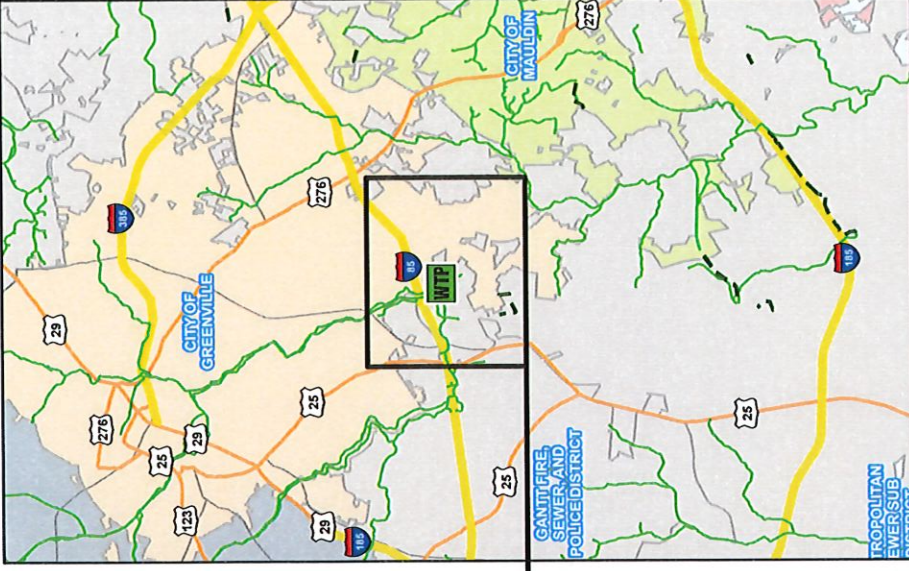 276
CITY OF
MAULDIN
385
276
29
CITY OF
GREENVILLE
85
WTP
185
276
25
29
25
25
123
29
185
25
GANTT FIRE,
SEWER, AND
POLICE DISTRICT
TROPOLITAN
EWER SUB